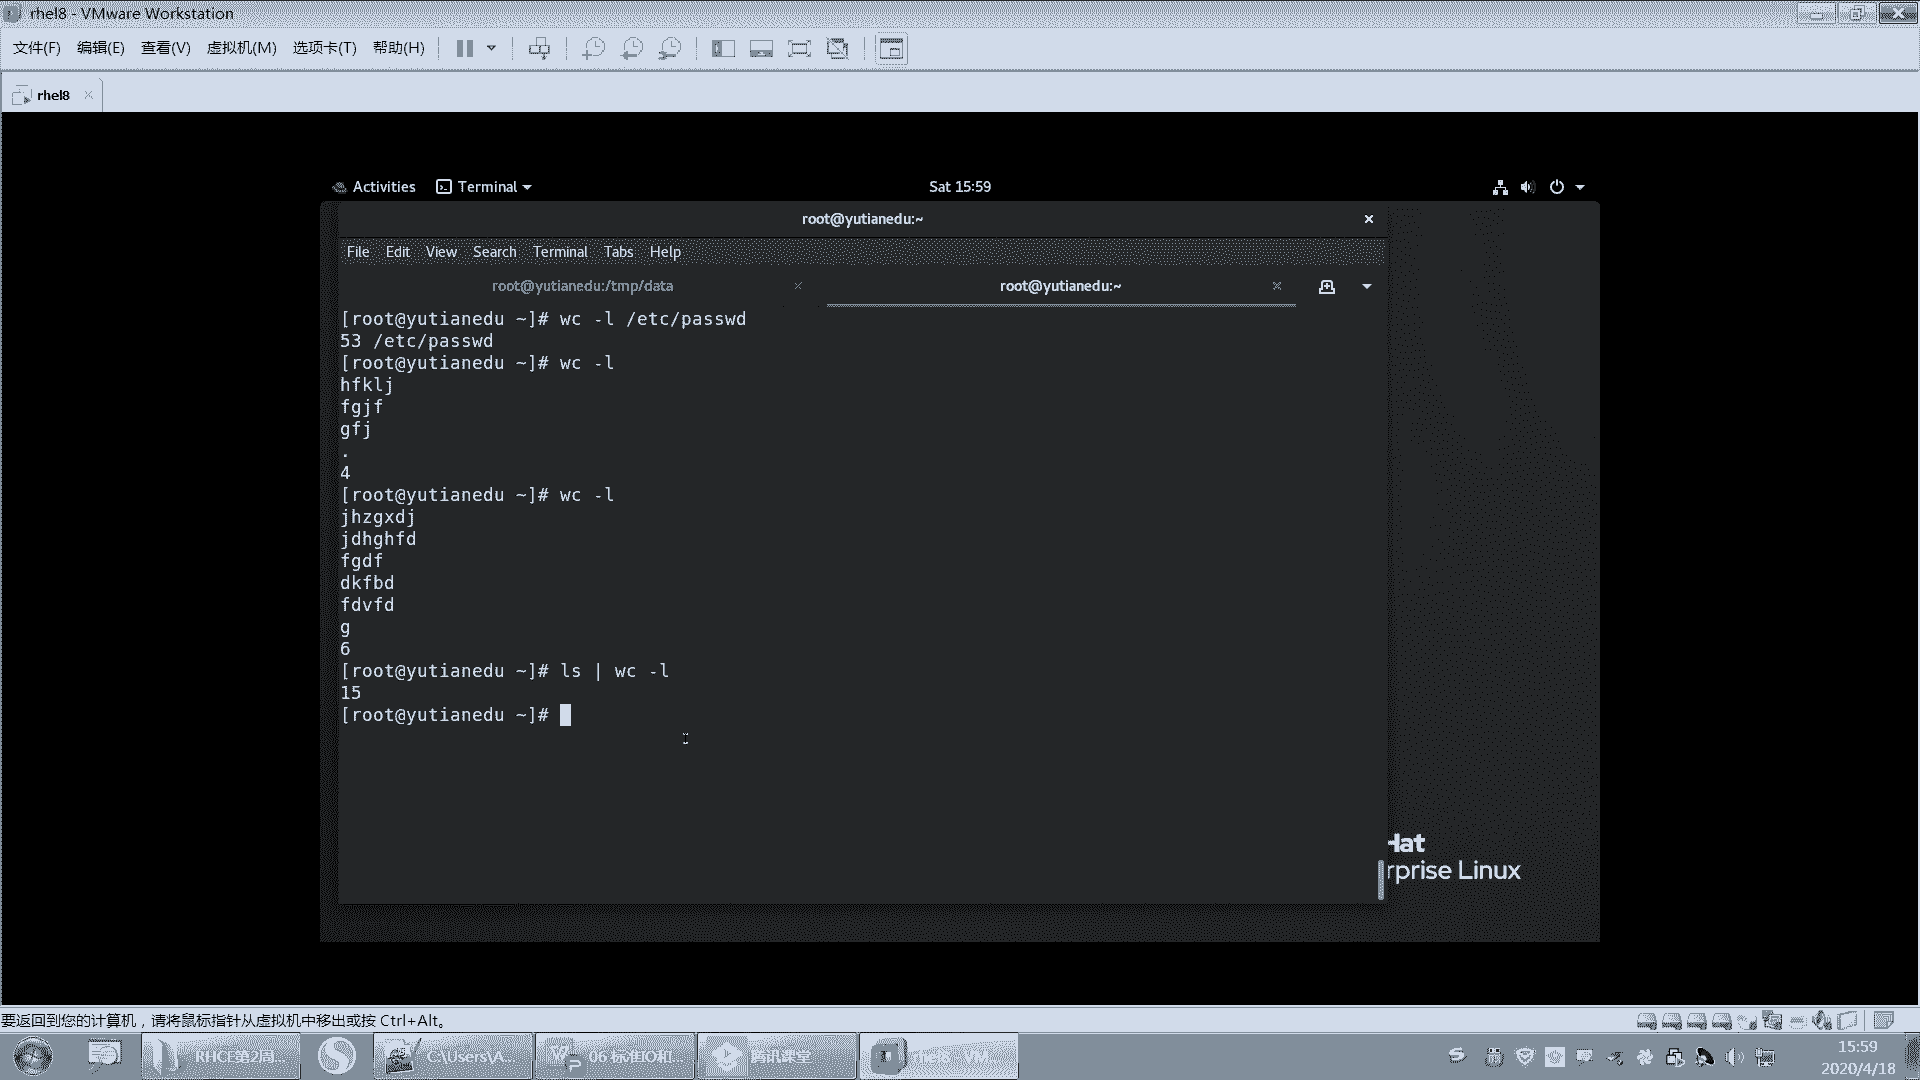 rhel8 - VMware Workstation
文件(F) 编辑(E) 查看(V) 虚拟机(M) 选项卡(T) 帮助(H)
rhel8
Activities Terminal Sat 15:59
root@yutianedu:~
File Edit View Search Terminal Tabs Help
root@yutianedu:/tmp/data root@yutianedu:~
[root@yutianedu ~]# wc -l /etc/passwd
53 /etc/passwd
[root@yutianedu ~]# wc -l
hfklj
fgjf
gfj
.
4
[root@yutianedu ~]# wc -l
jhzgxdj
jdhghfd
fgdf
dkfbd
fdvfd
g
6
[root@yutianedu ~]# ls | wc -l
15
[root@yutianedu ~]#
Hat
rprise Linux
要返回到您的计算机，请将鼠标指针从虚拟机中移出或按 Ctrl+Alt。
RHCE第2周... C:\Users\A... 06 标准IO和... 腾讯课堂 rhel8 - VM...
15:59
2020/4/18